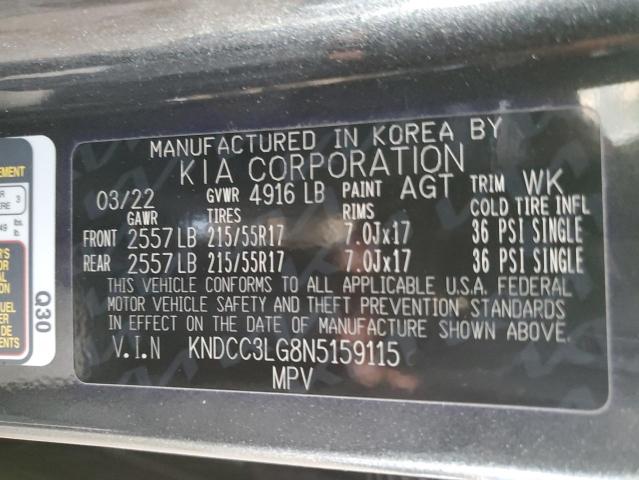 MANUFACTURED IN KOREA BY
KIA CORPORATION
03/22 GVWR 4916 LB PAINT AGT TRIM WK
GAWR TIRES RIMS COLD TIRE INFL
FRONT 2557 LB 215/55R17 7.0Jx17 36 PSI SINGLE
REAR 2557 LB 215/55R17 7.0Jx17 36 PSI SINGLE
THIS VEHICLE CONFORMS TO ALL APPLICABLE U.S.A. FEDERAL
MOTOR VEHICLE SAFETY AND THEFT PREVENTION STANDARDS
IN EFFECT ON THE DATE OF MANUFACTURE SHOWN ABOVE.
V.I.N KNDCC3LG8N5159115
MPV
Q30
3
lbs.